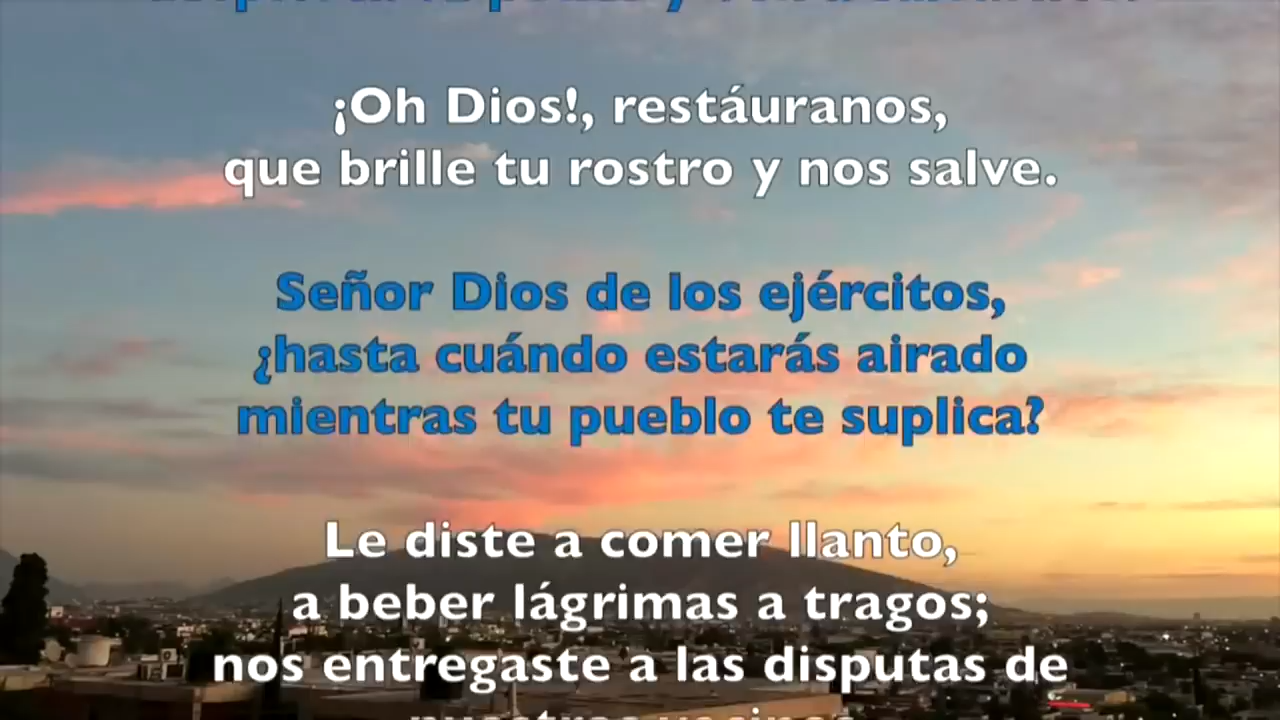 ¡Oh Dios!, restáuranos,
que brille tu rostro y nos salve.
Señor Dios de los ejércitos,
¿hasta cuándo estarás airado
mientras tu pueblo te suplica?
Le diste a comer llanto,
a beber lágrimas a tragos;
nos entregaste a las disputas de